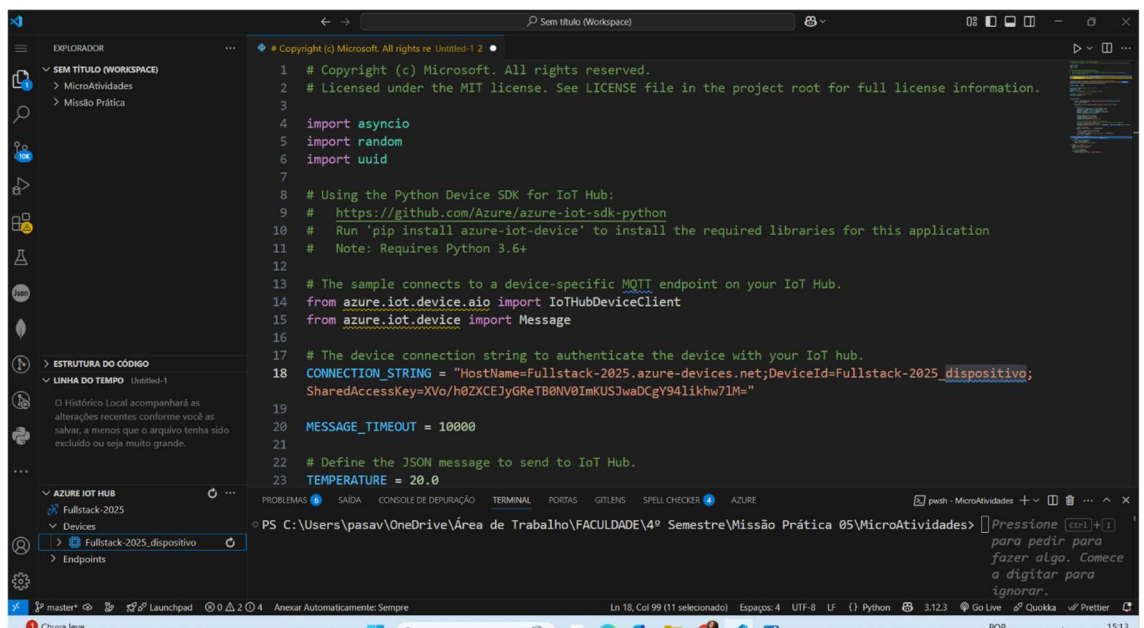 Sem título (Workspace)
EXPLORADOR
# Copyright (c) Microsoft. All rights re Untitled-1 2
SEM TÍTULO (WORKSPACE)
MicroAtividades
Missão Prática
1 # Copyright (c) Microsoft. All rights reserved.
2 # Licensed under the MIT license. See LICENSE file in the project root for full license information.
3
4 import asyncio
5 import random
6 import uuid
7
8 # Using the Python Device SDK for IoT Hub:
9 #   https://github.com/Azure/azure-iot-sdk-python
10 #   Run 'pip install azure-iot-device' to install the required libraries for this application
11 #   Note: Requires Python 3.6+
12
13 # The sample connects to a device-specific MQTT endpoint on your IoT Hub.
14 from azure.iot.device.aio import IoTHubDeviceClient
15 from azure.iot.device import Message
16
17 # The device connection string to authenticate the device with your IoT hub.
18 CONNECTION_STRING = "HostName=Fullstack-2025.azure-devices.net;DeviceId=Fullstack-2025_dispositivo;
SharedAccessKey=XVo/h0ZXCEJyGReTB0NV0ImKUSJwaDCgY94likhw7lM="
19
20 MESSAGE_TIMEOUT = 10000
21
22 # Define the JSON message to send to IoT Hub.
23 TEMPERATURE = 20.0
10K
Json
ESTRUTURA DO CÓDIGO
LINHA DO TEMPO Untitled-1
O Histórico Local acompanhará as
alterações recentes conforme você as
salvar, a menos que o arquivo tenha sido
excluído ou seja muito grande.
AZURE IOT HUB
Fullstack-2025
Devices
Fullstack-2025_dispositivo
Endpoints
PROBLEMAS 6 SAÍDA CONSOLE DE DEPURAÇÃO TERMINAL PORTAS GITLENS SPELL CHECKER 4 AZURE
pwsh - MicroAtividades
PS C:\Users\pasav\OneDrive\Área de Trabalho\FACULDADE\4º Semestre\Missão Prática 05\MicroAtividades> Pressione Ctrl+I
para pedir para
fazer algo. Comece
a digitar para
ignorar.
master* Launchpad 0 2 4 Anexar Automaticamente: Sempre Ln 18, Col 99 (11 selecionado) Espaços: 4 UTF-8 LF {} Python 3.12.3 Go Live Quokka Prettier
1 Chuva leve
POR 15:13